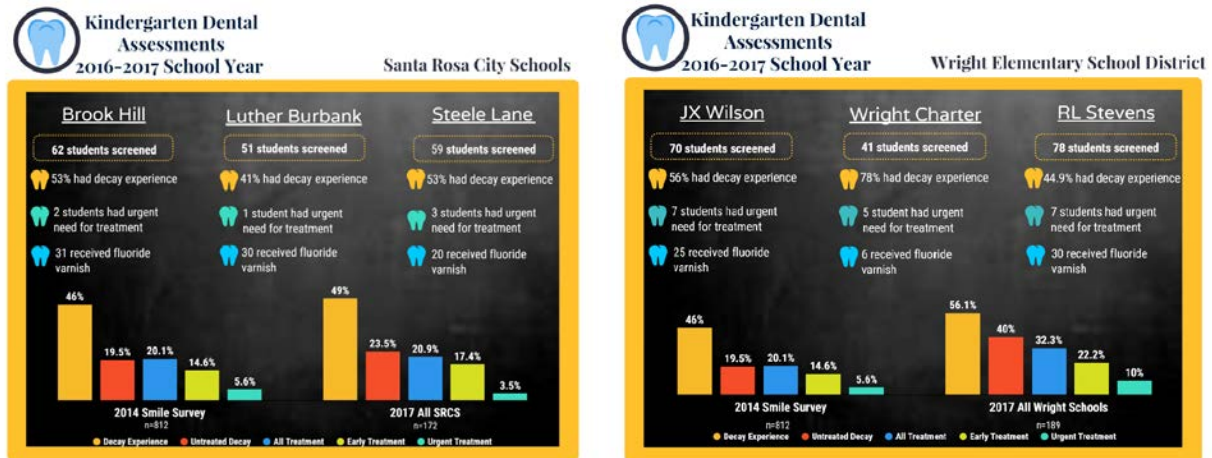 Kindergarten Dental
Assessments
2016-2017 School Year
Santa Rosa City Schools
Brook Hill
Luther Burbank
Steele Lane
62 students screened
51 students screened
59 students screened
53% had decay experience
41% had decay experience
53% had decay experience
2 students had urgent
need for treatment
1 student had urgent
need for treatment
3 students had urgent
need for treatment
31 received fluoride
varnish
30 received fluoride
varnish
20 received fluoride
varnish
46%
19.5%
20.1%
14.6%
5.6%
49%
23.5%
20.9%
17.4%
3.5%
2014 Smile Survey
n=812
2017 All SRCS
n=172
Decay Experience
Untreated Decay
All Treatment
Early Treatment
Urgent Treatment
Kindergarten Dental
Assessments
2016-2017 School Year
Wright Elementary School District
JX Wilson
Wright Charter
RL Stevens
70 students screened
41 students screened
78 students screened
56% had decay experience
78% had decay experience
44.9% had decay experience
7 students had urgent
need for treatment
5 student had urgent
need for treatment
7 students had urgent
need for treatment
25 received fluoride
varnish
6 received fluoride
varnish
30 received fluoride
varnish
46%
19.5%
20.1%
14.6%
5.6%
56.1%
40%
32.3%
22.2%
10%
2014 Smile Survey
n=812
2017 All Wright Schools
n=189
Decay Experience
Untreated Decay
All Treatment
Early Treatment
Urgent Treatment